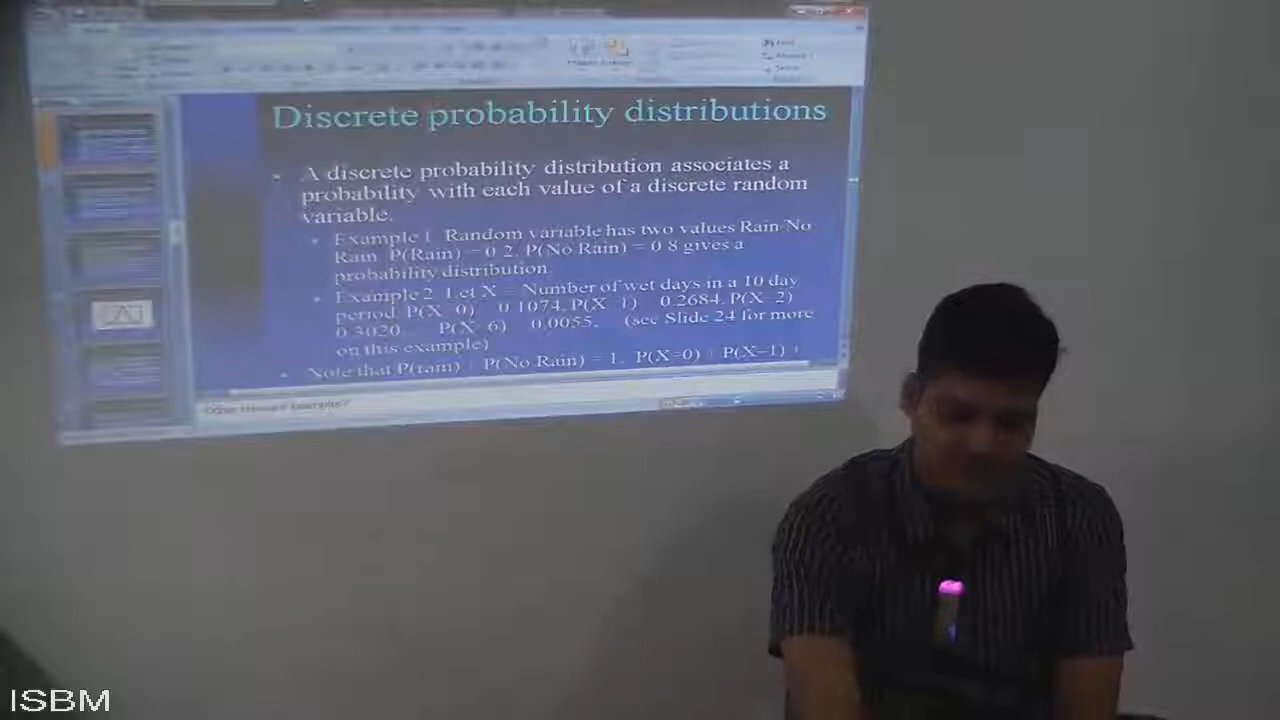 Discrete probability distributions
A discrete probability distribution associates a
probability with each value of a discrete random
variable.
Example 1. Random variable has two values Rain/No
Rain. P(Rain) = 0.2, P(No Rain) = 0.8 gives a
probability distribution.
Example 2. Let X = Number of wet days in a 10 day
period. P(X=0) = 0.1074, P(X=1) = 0.2684, P(X=2) =
0.3020, P(X=6) = 0.0055, (see Slide 24 for more
on this example)
Note that P(rain) + P(No Rain) = 1. P(X=0) + P(X=1) +
ISBM